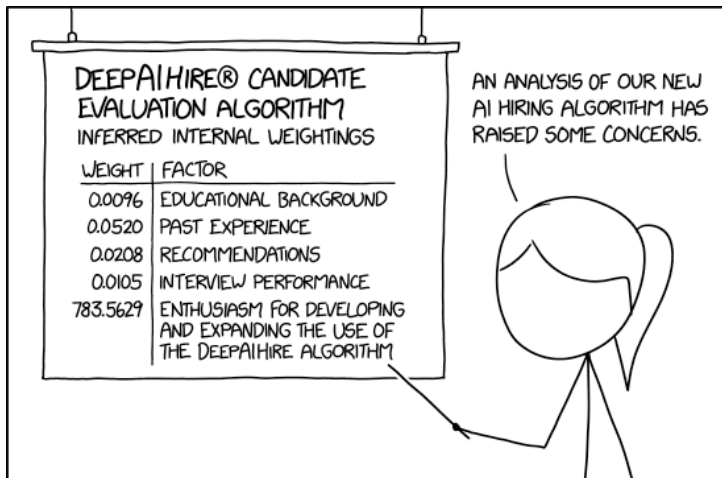 DEEPAIHIRE® CANDIDATE
EVALUATION ALGORITHM
INFERRED INTERNAL WEIGHTINGS
WEIGHT FACTOR
0.0096 EDUCATIONAL BACKGROUND
0.0520 PAST EXPERIENCE
0.0208 RECOMMENDATIONS
0.0105 INTERVIEW PERFORMANCE
783.5629 ENTHUSIASM FOR DEVELOPING
AND EXPANDING THE USE OF
THE DEEPAIHIRE ALGORITHM
AN ANALYSIS OF OUR NEW
AI HIRING ALGORITHM HAS
RAISED SOME CONCERNS.